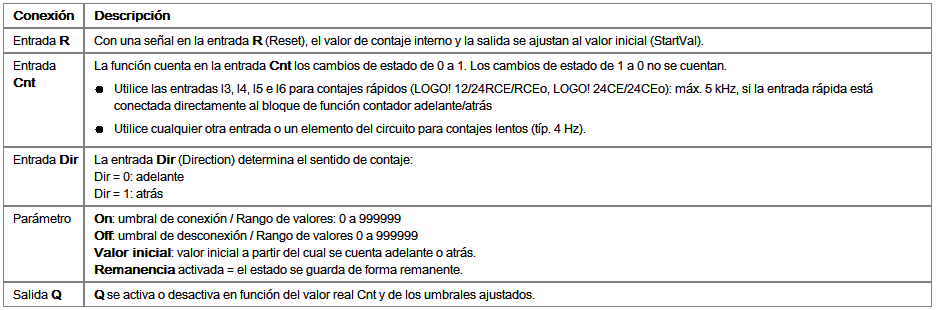 Conexión Descripción
Entrada R Con una señal en la entrada R (Reset), el valor de contaje interno y la salida se ajustan al valor inicial (StartVal).
Entrada Cnt La función cuenta en la entrada Cnt los cambios de estado de 0 a 1. Los cambios de estado de 1 a 0 no se cuentan.
● Utilice las entradas I3, I4, I5 e I6 para contajes rápidos (LOGO! 12/24RCE/RCEo, LOGO! 24CE/24CEo): máx. 5 kHz, si la entrada rápida está
conectada directamente al bloque de función contador adelante/atrás
● Utilice cualquier otra entrada o un elemento del circuito para contajes lentos (típ. 4 Hz).
Entrada Dir La entrada Dir (Direction) determina el sentido de contaje:
Dir = 0: adelante
Dir = 1: atrás
Parámetro On: umbral de conexión / Rango de valores: 0 a 999999
Off: umbral de desconexión / Rango de valores 0 a 999999
Valor inicial: valor inicial a partir del cual se cuenta adelante o atrás.
Remanencia activada = el estado se guarda de forma remanente.
Salida Q Q se activa o desactiva en función del valor real Cnt y de los umbrales ajustados.